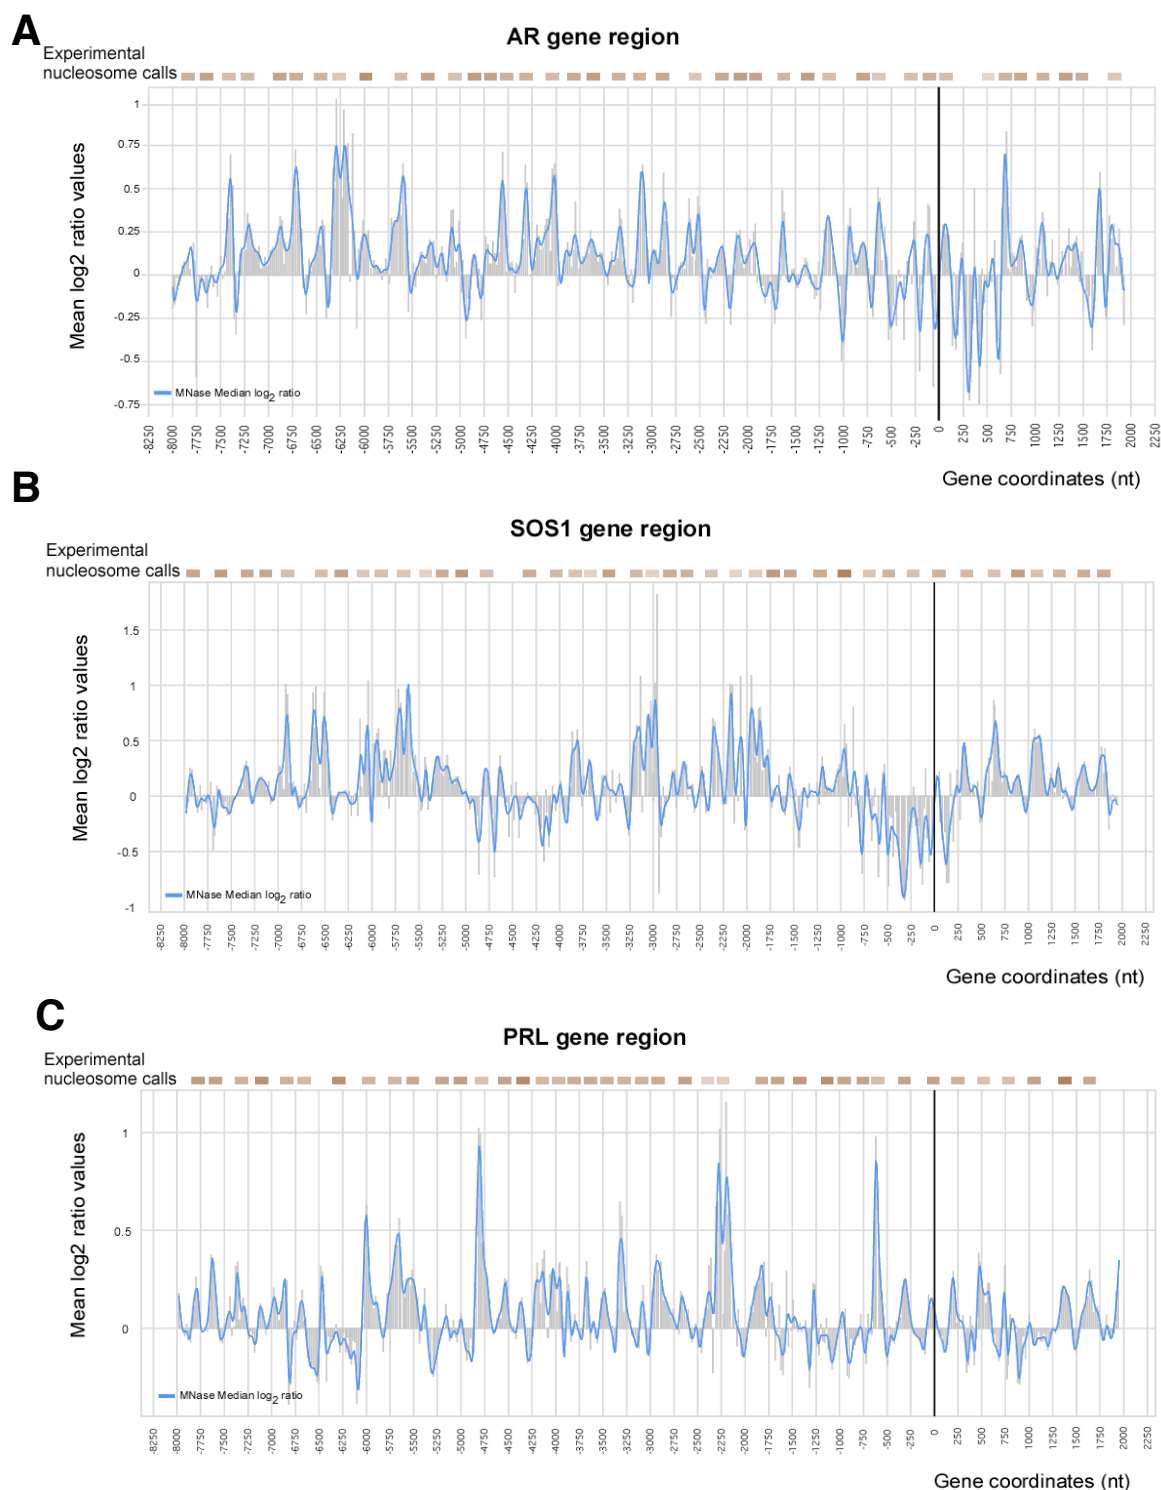 A
AR gene region
Experimental
nucleosome calls
Mean log2 ratio values
1
0.75
0.5
0.25
0
-0.25
-0.5
-0.75
MNase Median log2 ratio
-8250 -8000 -7750 -7500 -7250 -7000 -6750 -6500 -6250 -6000 -5750 -5500 -5250 -5000 -4750 -4500 -4250 -4000 -3750 -3500 -3250 -3000 -2750 -2500 -2250 -2000 -1750 -1500 -1250 -1000 -750 -500 -250 0 250 500 750 1000 1250 1500 1750 2000 2250
Gene coordinates (nt)
B
SOS1 gene region
Experimental
nucleosome calls
Mean log2 ratio values
1.5
1
0.5
0
-0.5
-1
MNase Median log2 ratio
-8250 -8000 -7750 -7500 -7250 -7000 -6750 -6500 -6250 -6000 -5750 -5500 -5250 -5000 -4750 -4500 -4250 -4000 -3750 -3500 -3250 -3000 -2750 -2500 -2250 -2000 -1750 -1500 -1250 -1000 -750 -500 -250 0 250 500 750 1000 1250 1500 1750 2000 2250
Gene coordinates (nt)
C
PRL gene region
Experimental
nucleosome calls
Mean log2 ratio values
1
0.5
0
MNase Median log2 ratio
-8250 -8000 -7750 -7500 -7250 -7000 -6750 -6500 -6250 -6000 -5750 -5500 -5250 -5000 -4750 -4500 -4250 -4000 -3750 -3500 -3250 -3000 -2750 -2500 -2250 -2000 -1750 -1500 -1250 -1000 -750 -500 -250 0 250 500 750 1000 1250 1500 1750 2000 2250
Gene coordinates (nt)